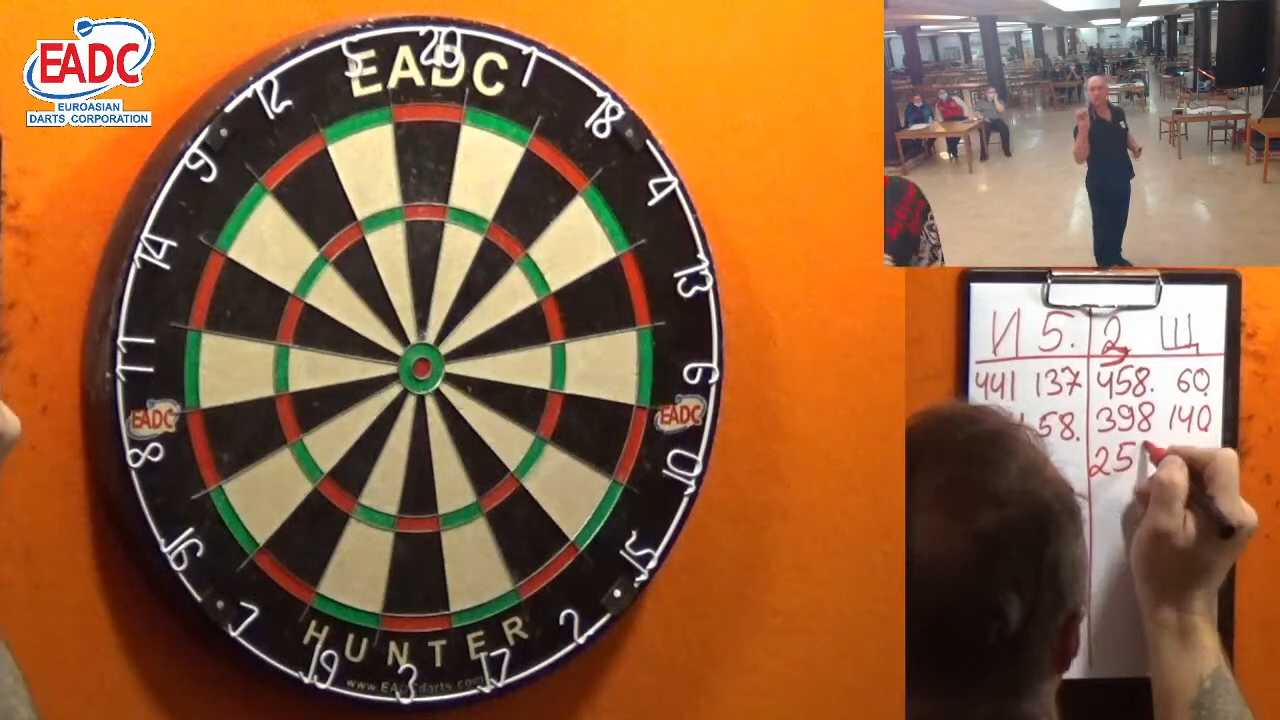 EADC
EUROASIAN
DARTS CORPORATION
EADC
20
1
18
4
13
6
10
15
2
17
3
19
7
16
8
11
14
9
12
5
EADC
EADC
HUNTER
И 5. 2 Щ
441 137 458. 60
58. 398 140
25